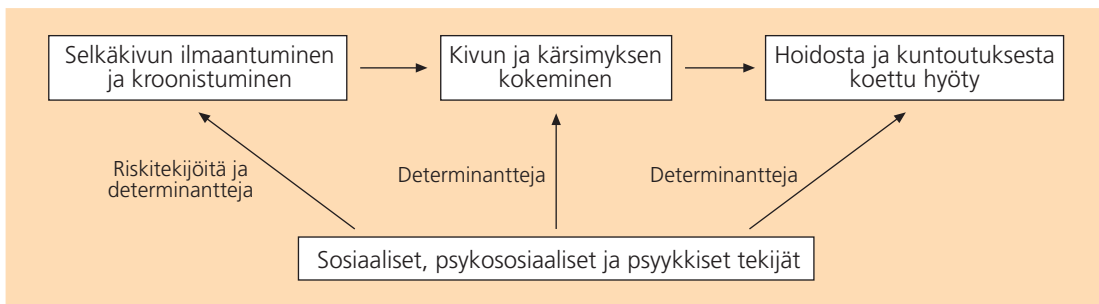 Selkäkivun ilmaantuminen
ja kroonistuminen
Kivun ja kärsimyksen
kokeminen
Hoidosta ja kuntoutuksesta
koettu hyöty
Riskitekijöitä ja
determinantteja
Determinantteja
Determinantteja
Sosiaaliset, psykososiaaliset ja psyykkiset tekijät